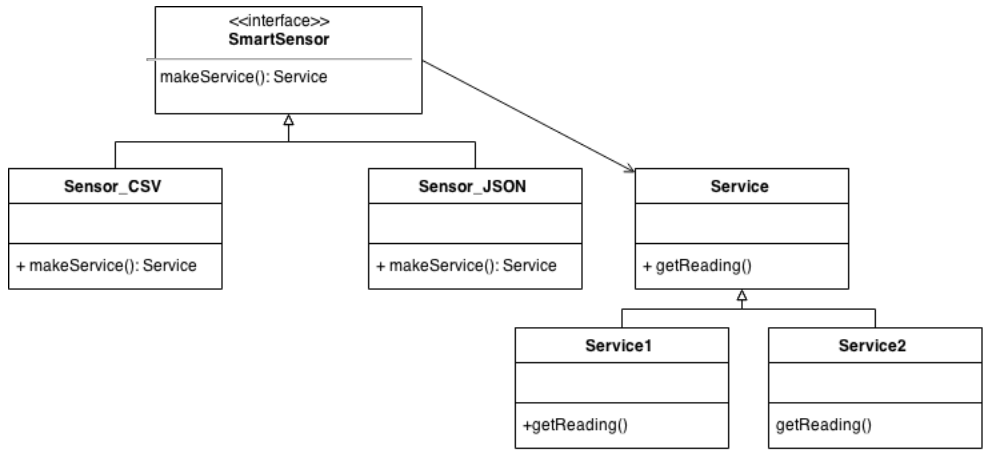 <<interface>>
SmartSensor
makeService(): Service
Sensor_CSV
+ makeService(): Service
Sensor_JSON
+ makeService(): Service
Service
+ getReading()
Service1
+getReading()
Service2
getReading()